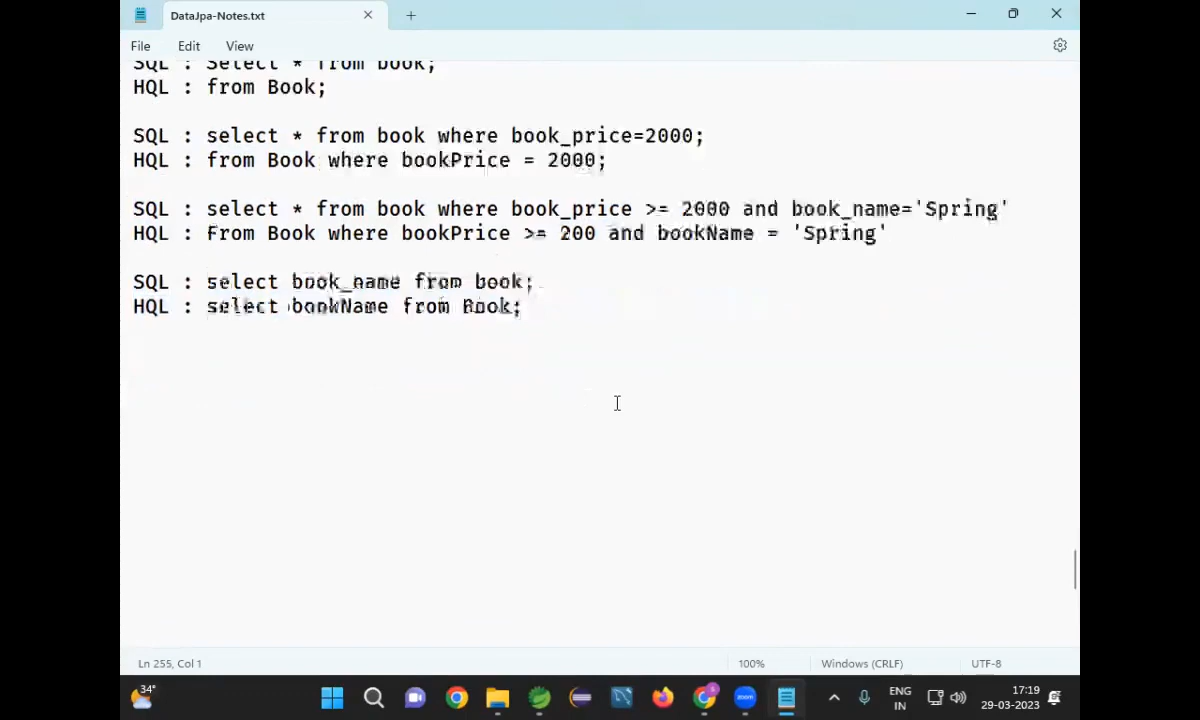 DataJpa-Notes.txt
File Edit View
SQL : Select * from book;
HQL : from Book;
SQL : select * from book where book_price=2000;
HQL : from Book where bookPrice = 2000;
SQL : select * from book where book_price >= 2000 and book_name='Spring'
HQL : From Book where bookPrice >= 200 and bookName = 'Spring'
SQL : select book_name from book;
HQL : select bookName from Book;
Ln 255, Col 1 100% Windows (CRLF) UTF-8
34°
zoom
ENG
IN
17:19
29-03-2023